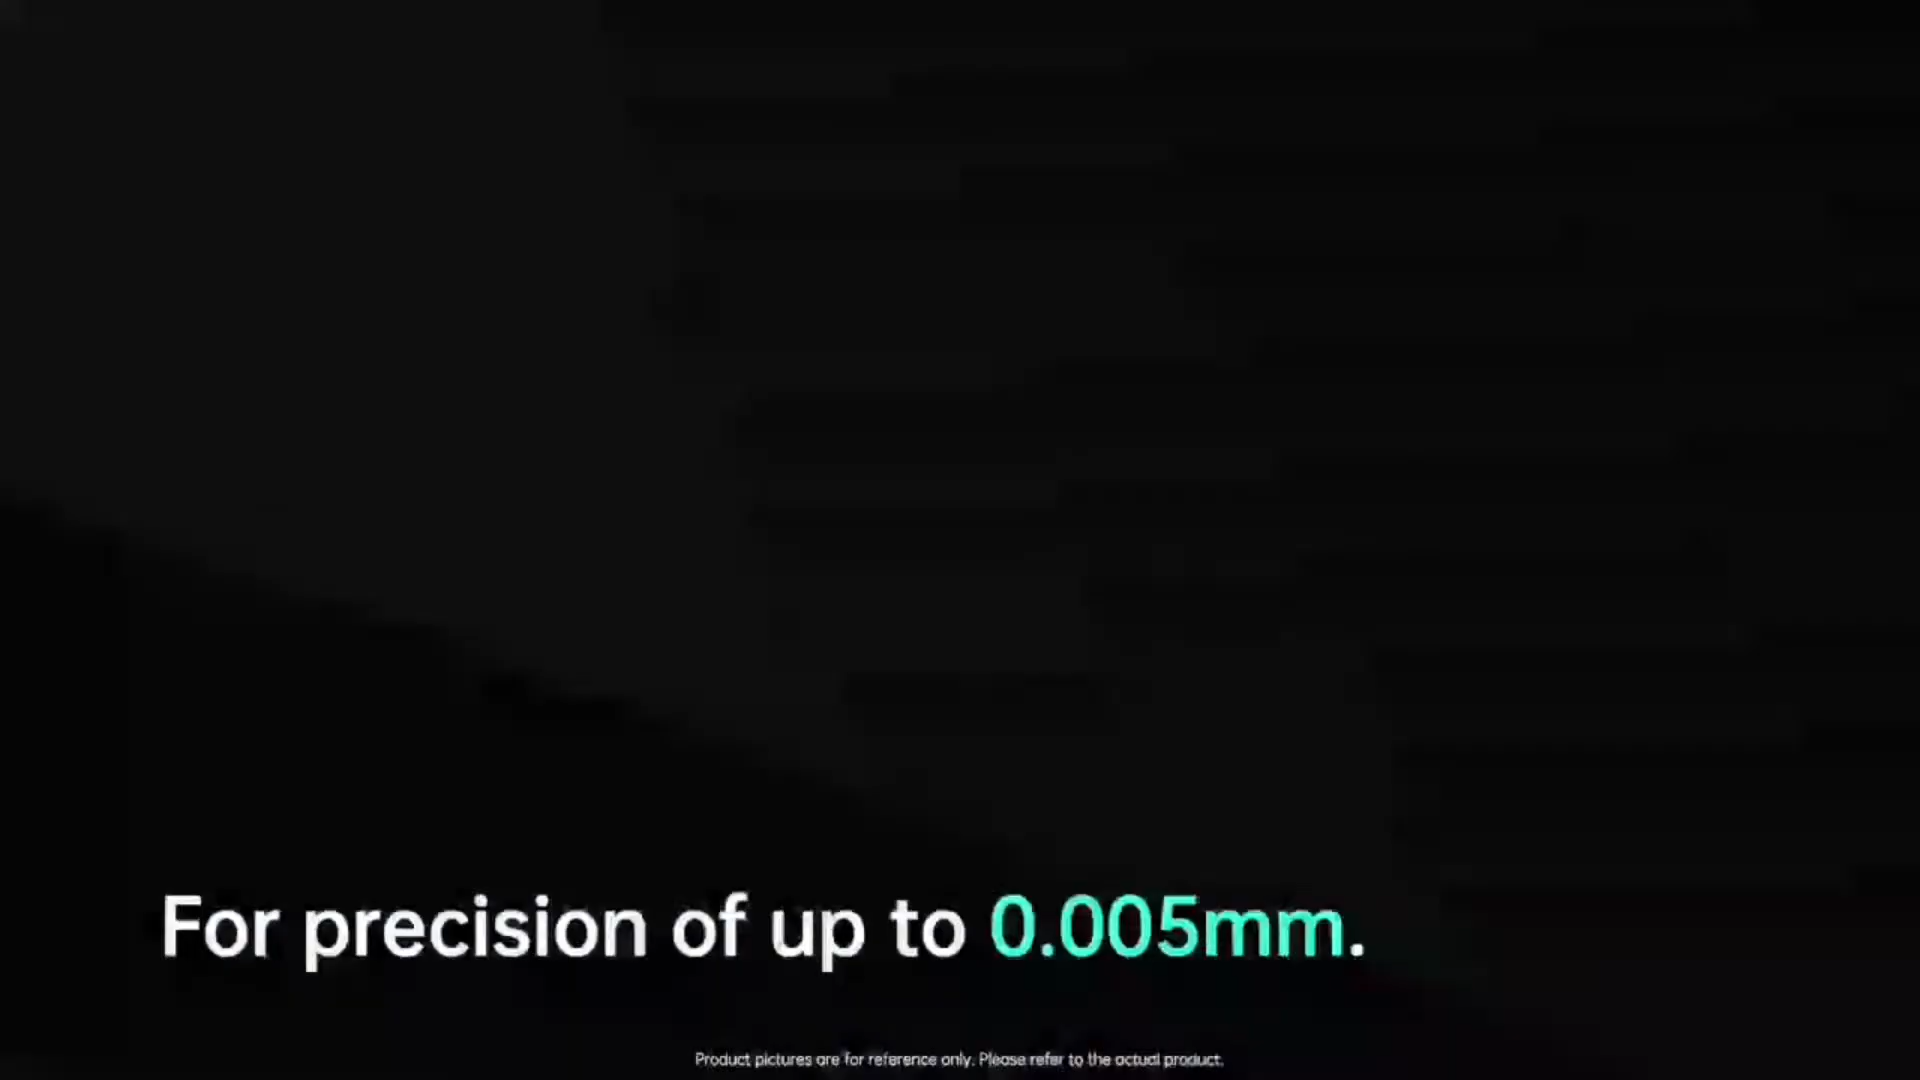 For precision of up to 0.005mm.
Product pictures are for reference only. Please refer to the actual product.